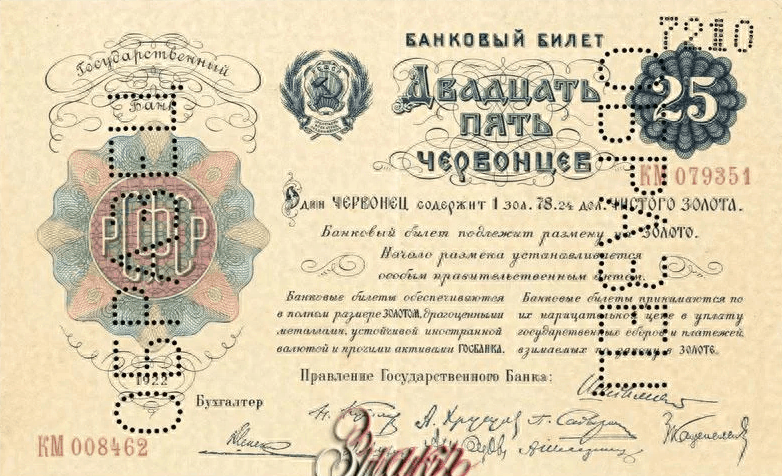 Государственный
Банк
РСФСР
1922
Бухгалтер
КМ 008462
7210
БАНКОВЫЙ БИЛЕТ
ДВАДЦАТЬ
ПЯТЬ
ЧЕРВОНЦЕВ
25
КМ 079351
Один ЧЕРВОНЕЦ содержит 1 зол. 78.24 дол. ЧИСТОГО ЗОЛОТА.
Банковый билет подлежит размену на ЗОЛОТО.
Начало размена устанавливается
особым правительственным актом.
Банковые билеты обеспечиваются
в полном размере ЗОЛОТОМ, драгоценными
металлами, устойчивой иностранной
валютой и прочими активами ГОСБАНКА.
Банковые билеты принимаются по
их нарицательной цене в уплату
государственных сборов и платежей,
взимаемых по закону в ЗОЛОТЕ.
Правление Государственного Банка:
ОБРАЗЕЦ